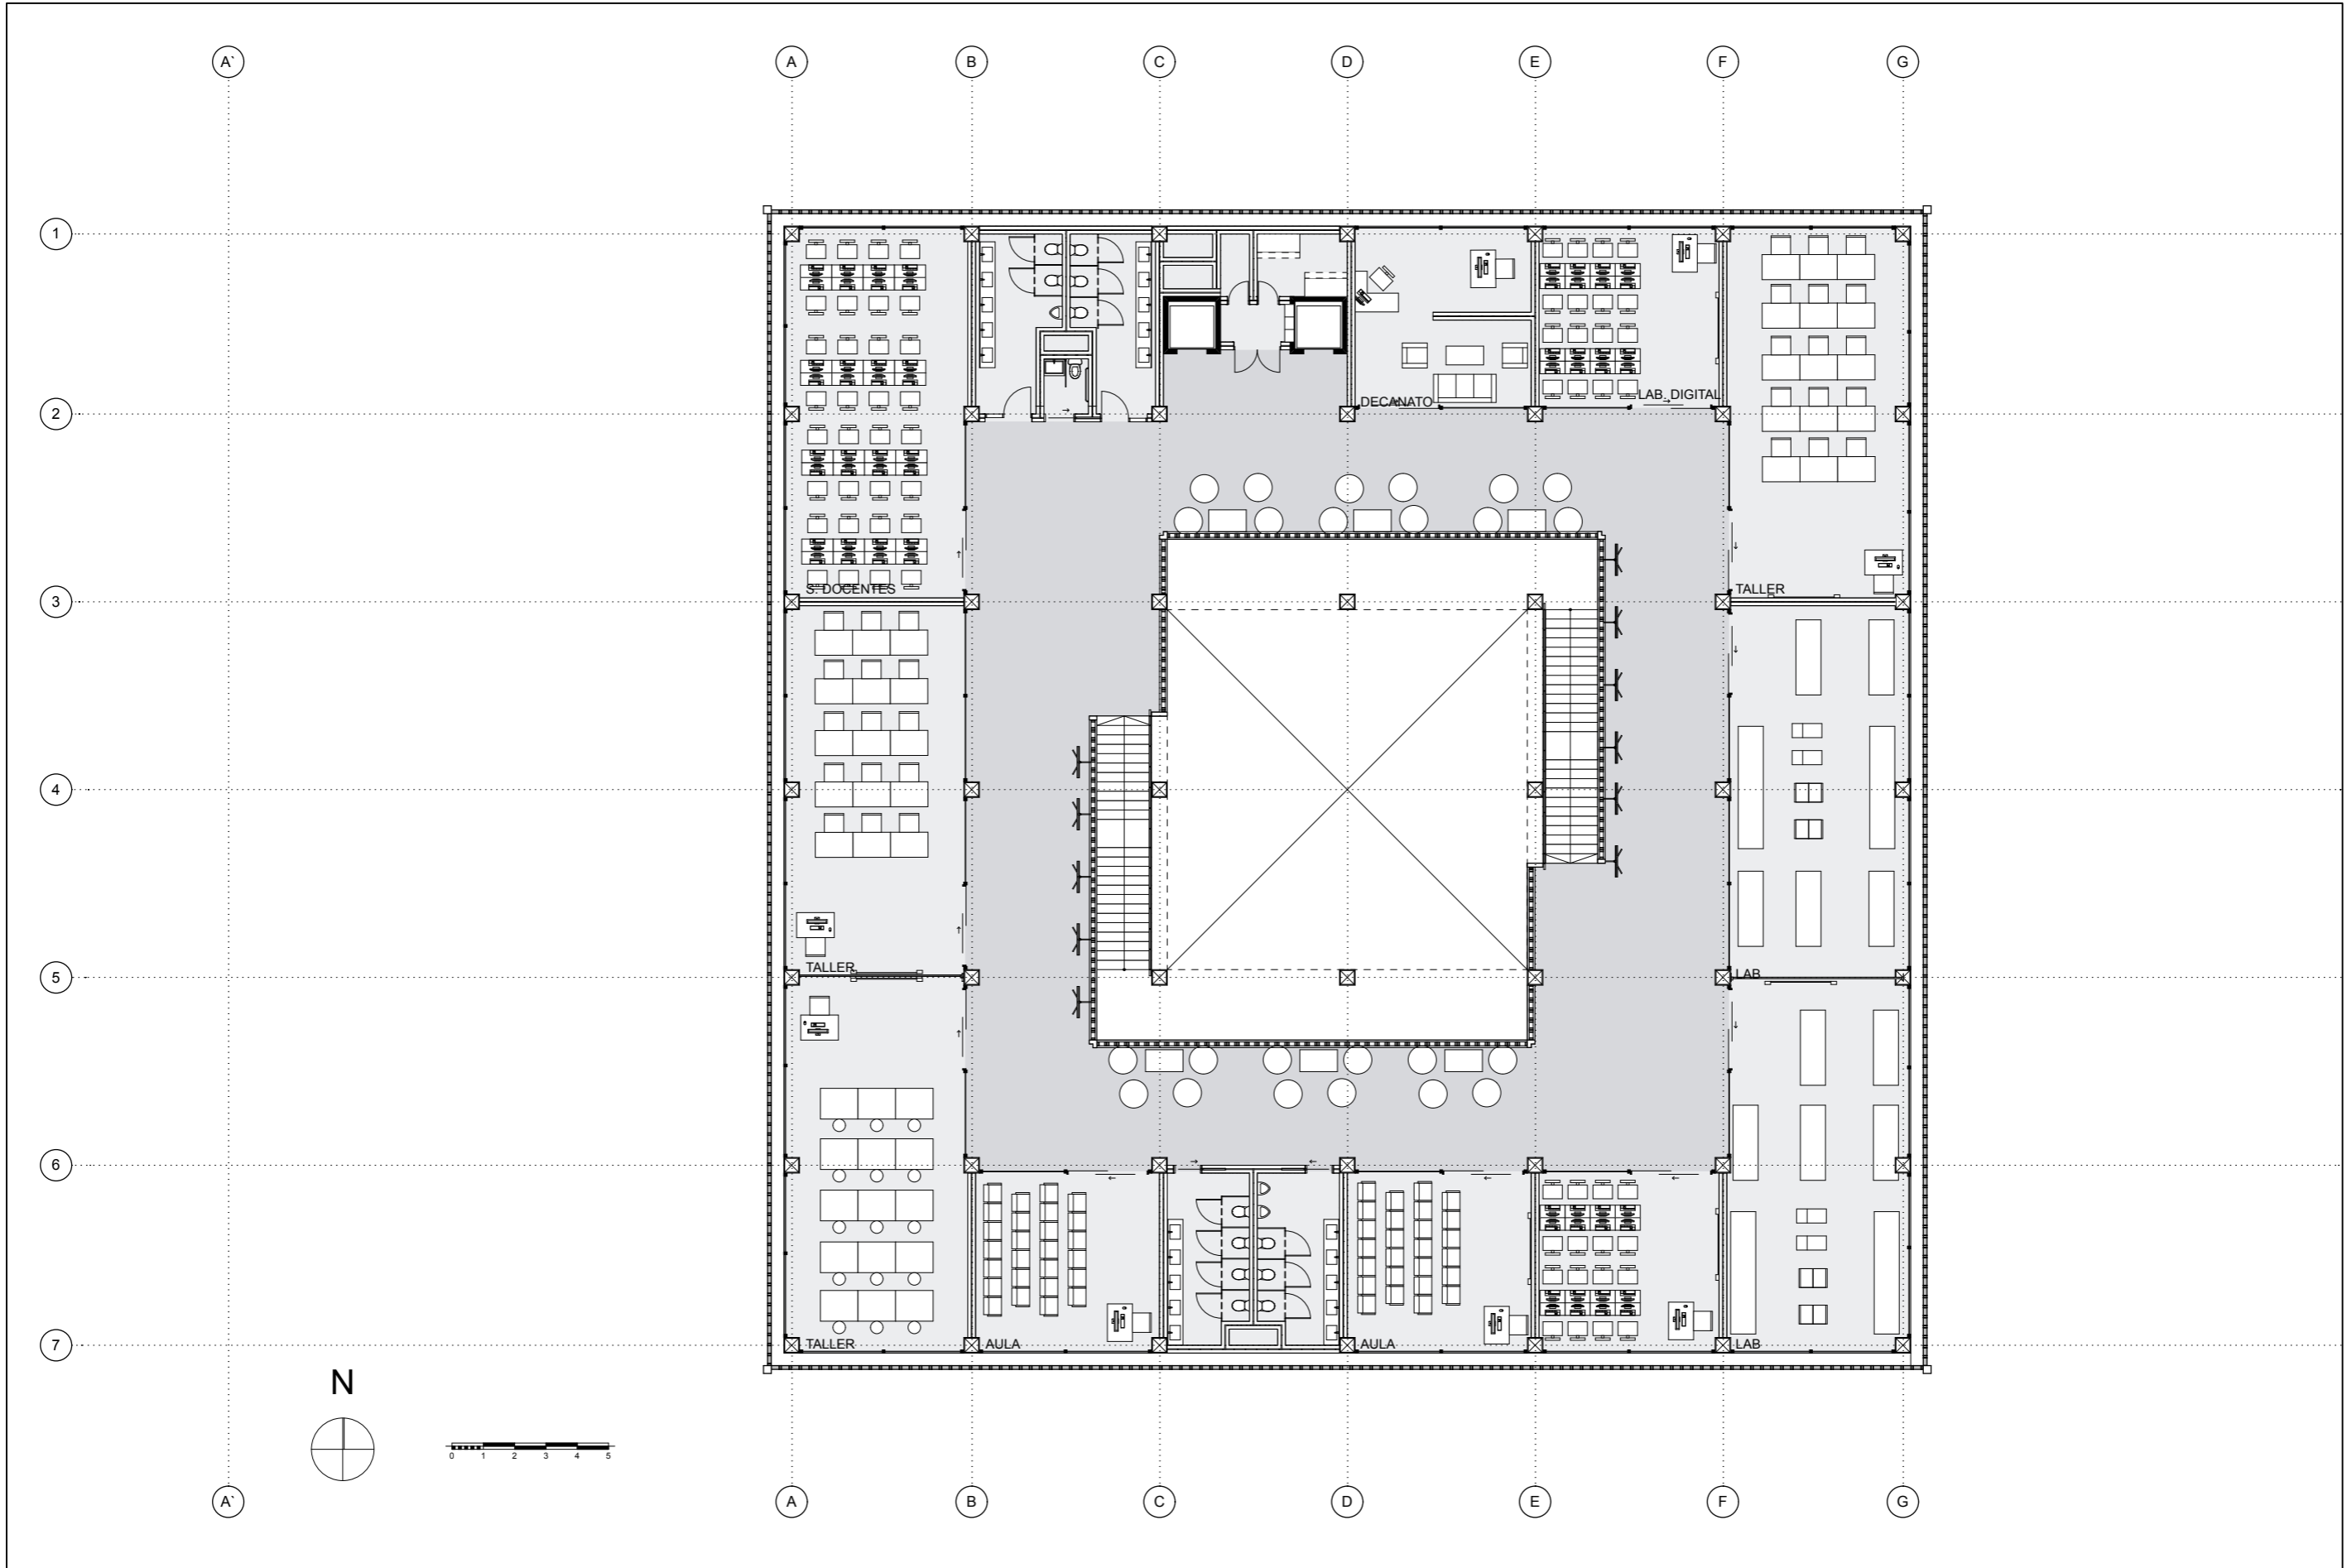 A` A B C D E F G
1
2
DECANATO
LAB. DIGITAL
3
S. DOCENTES
TALLER
4
5
TALLER
LAB
6
7
TALLER
AULA
AULA
LAB
N
0 1 2 3 4 5
A` A B C D E F G